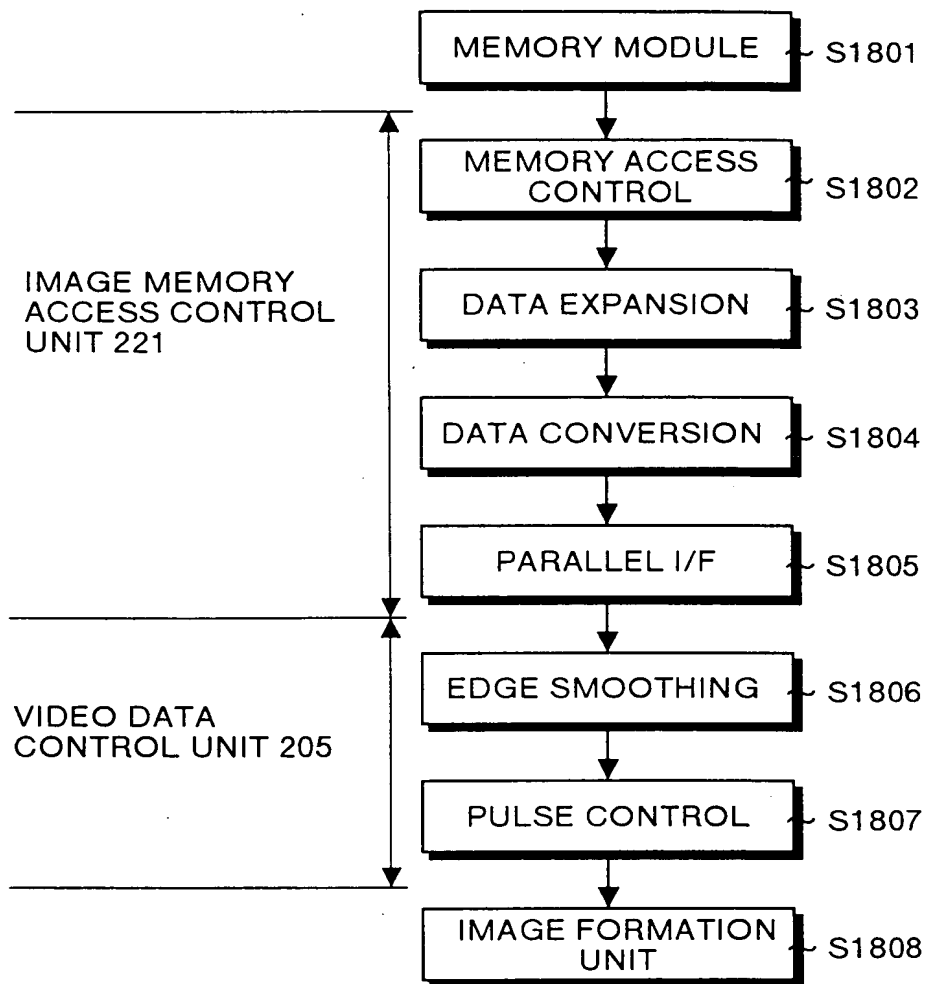 MEMORY MODULE S1801
MEMORY ACCESS
CONTROL S1802
IMAGE MEMORY
ACCESS CONTROL
UNIT 221
DATA EXPANSION S1803
DATA CONVERSION S1804
PARALLEL I/F S1805
EDGE SMOOTHING S1806
VIDEO DATA
CONTROL UNIT 205
PULSE CONTROL S1807
IMAGE FORMATION
UNIT S1808